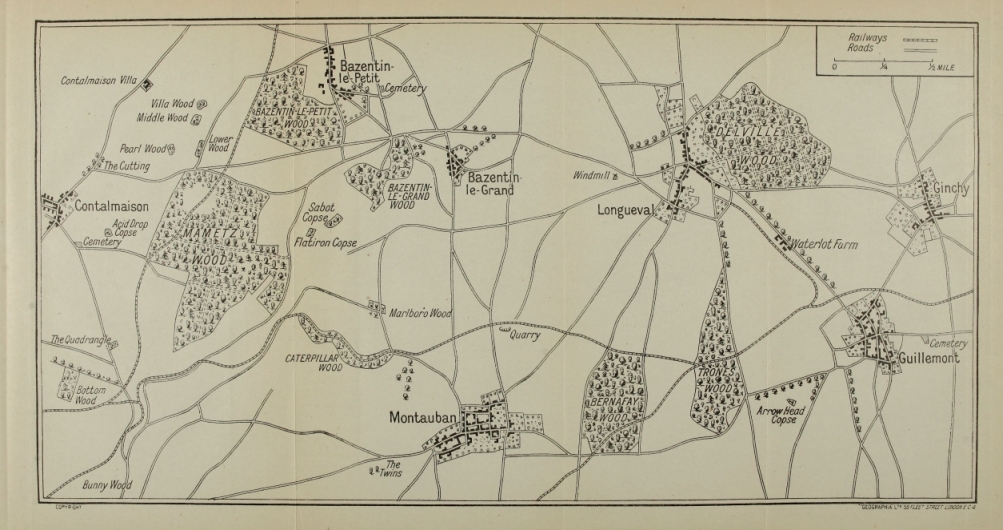 Railways
Roads
0 ¼ ½ MILE
Contalmaison Villa
Bazentin-
le-Petit
Cemetery
Villa Wood
Middle Wood
BAZENTIN-LE-PETIT
WOOD
DELVILLE
WOOD
Lower
Wood
Pearl Wood
The Cutting
Bazentin-
le-Grand
BAZENTIN-
LE-GRAND
WOOD
Windmill
Ginchy
Contalmaison
Sabot
Copse
Longueval
Acid Drop
Copse
Cemetery
MAMETZ
WOOD
Flatiron Copse
Waterlot Farm
Marlboro Wood
The Quadrangle
Quarry
Cemetery
CATERPILLAR
WOOD
Guillemont
TRONES
WOOD
Bottom
Wood
BERNAFAY
WOOD
Arrow Head
Copse
Montauban
The
Twins
Bunny Wood
COPYRIGHT
"GEOGRAPHIA" LTD 55 FLEET STREET LONDON E.C.4